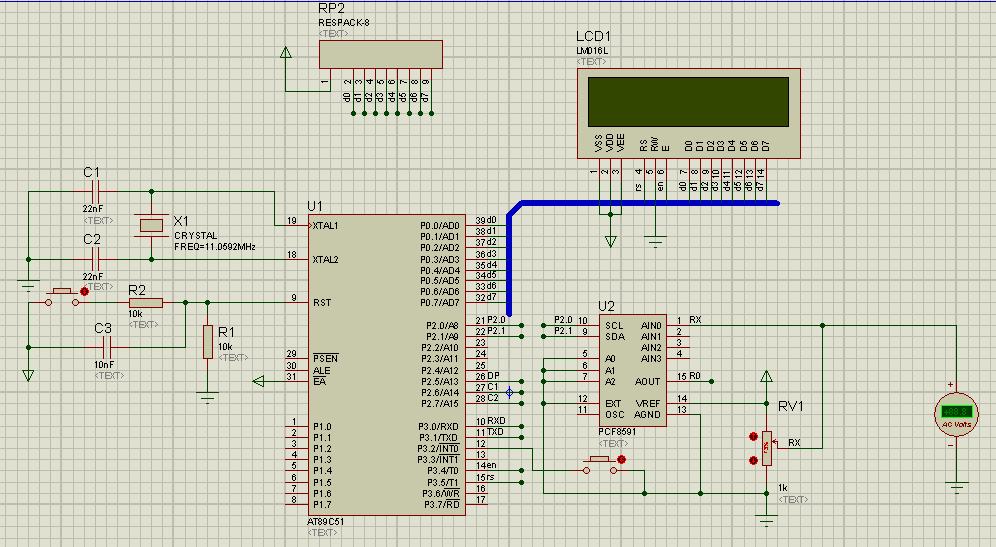 RP2
RESPACK-8
<TEXT>
1
2
3
4
5
6
7
8
9
d0
d1
d2
d3
d4
d5
d6
d7
LCD1
LM016L
<TEXT>
VSS
VDD
VEE
RS
RW
E
D0
D1
D2
D3
D4
D5
D6
D7
1
2
3
4
5
6
7
8
9
10
11
12
13
14
rs
en
d0
d1
d2
d3
d4
d5
d6
d7
C1
22nF
<TEXT>
X1
CRYSTAL
FREQ=11.0592MHz
<TEXT>
C2
22nF
<TEXT>
R2
10k
<TEXT>
C3
10nF
<TEXT>
R1
10k
<TEXT>
U1
19 XTAL1
18 XTAL2
9 RST
29 PSEN
30 ALE
31 EA
1 P1.0
2 P1.1
3 P1.2
4 P1.3
5 P1.4
6 P1.5
7 P1.6
8 P1.7
P0.0/AD0 39 d0
P0.1/AD1 38 d1
P0.2/AD2 37 d2
P0.3/AD3 36 d3
P0.4/AD4 35 d4
P0.5/AD5 34 d5
P0.6/AD6 33 d6
P0.7/AD7 32 d7
P2.0/A8 21 P2.0
P2.1/A9 22 P2.1
P2.2/A10 23
P2.3/A11 24
P2.4/A12 25
P2.5/A13 26 DP
P2.6/A14 27 C1
P2.7/A15 28 C2
P3.0/RXD 10 RXD
P3.1/TXD 11 TXD
P3.2/INT0 12
P3.3/INT1 13
P3.4/T0 14 en
P3.5/T1 15 rs
P3.6/WR 16
P3.7/RD 17
AT89C51
<TEXT>
U2
P2.0 10 SCL
P2.1 9 SDA
5 A0
6 A1
7 A2
12 EXT
11 OSC
AIN0 1 RX
AIN1 2
AIN2 3
AIN3 4
AOUT 15 R0
VREF 14
AGND 13
PCF8591
<TEXT>
RV1
RX
1k
<TEXT>
+
AC Volts
-